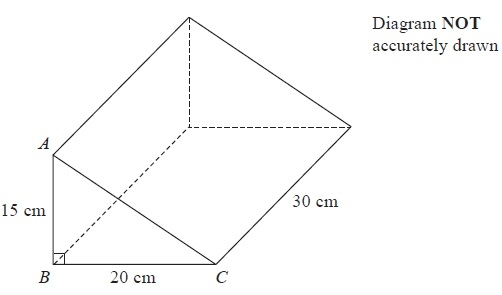 Diagram NOT
accurately drawn
A
15 cm
30 cm
B
20 cm
C